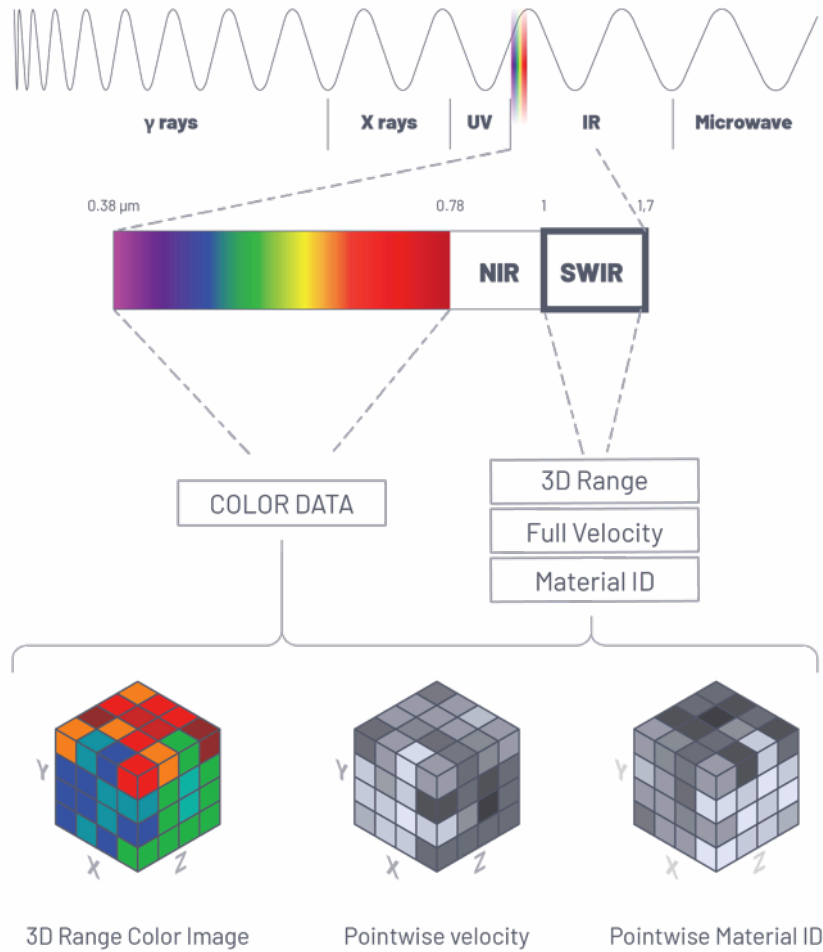 γ rays
X rays
UV
IR
Microwave
0.38 µm
0.78
1
1,7
NIR
SWIR
COLOR DATA
3D Range
Full Velocity
Material ID
Y
X
Z
Y
X
Z
Y
X
Z
3D Range Color Image
Pointwise velocity
Pointwise Material ID